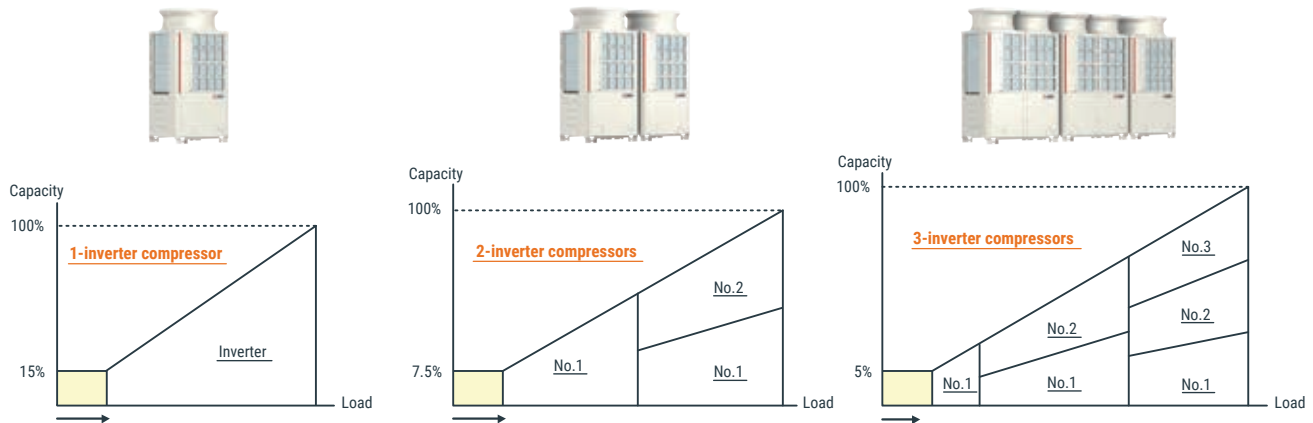 Capacity
100%
1-inverter compressor
Inverter
15%
Load
Capacity
100%
2-inverter compressors
No.2
No.1
No.1
7.5%
Load
Capacity
100%
3-inverter compressors
No.3
No.2
No.2
No.1
No.1
No.1
5%
Load